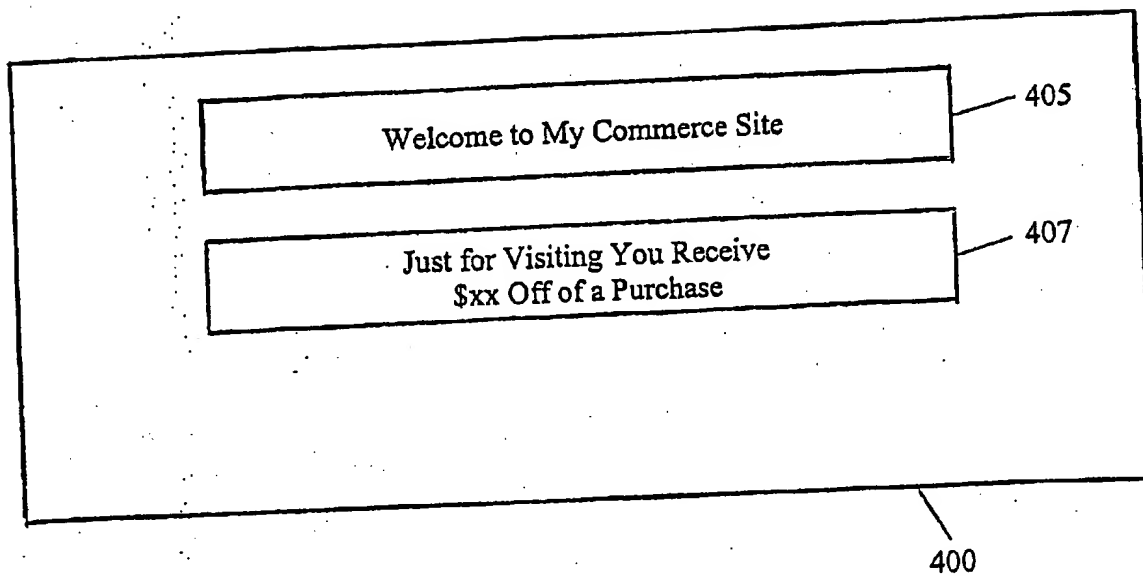 Welcome to My Commerce Site
405
Just for Visiting You Receive
$xx Off of a Purchase
407
400